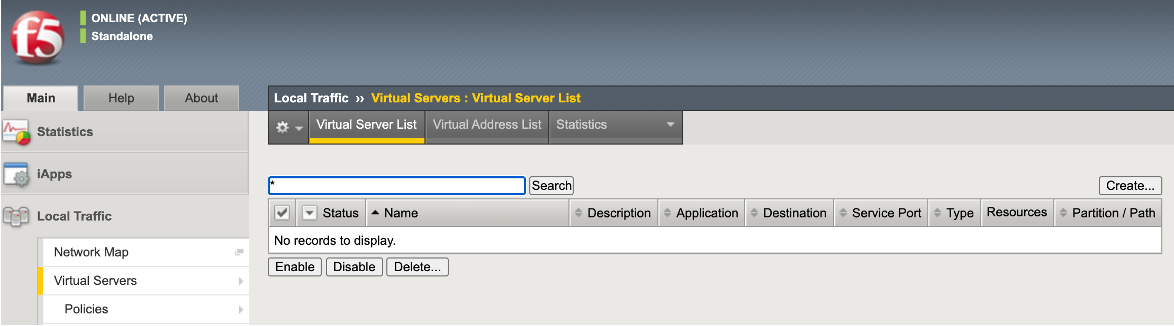 f5
ONLINE (ACTIVE)
Standalone
Main Help About
Local Traffic ›› Virtual Servers : Virtual Server List
Virtual Server List Virtual Address List Statistics
Statistics
iApps
Local Traffic
Network Map
Virtual Servers
Policies
* Search Create...
Status Name Description Application Destination Service Port Type Resources Partition / Path
No records to display.
Enable Disable Delete...